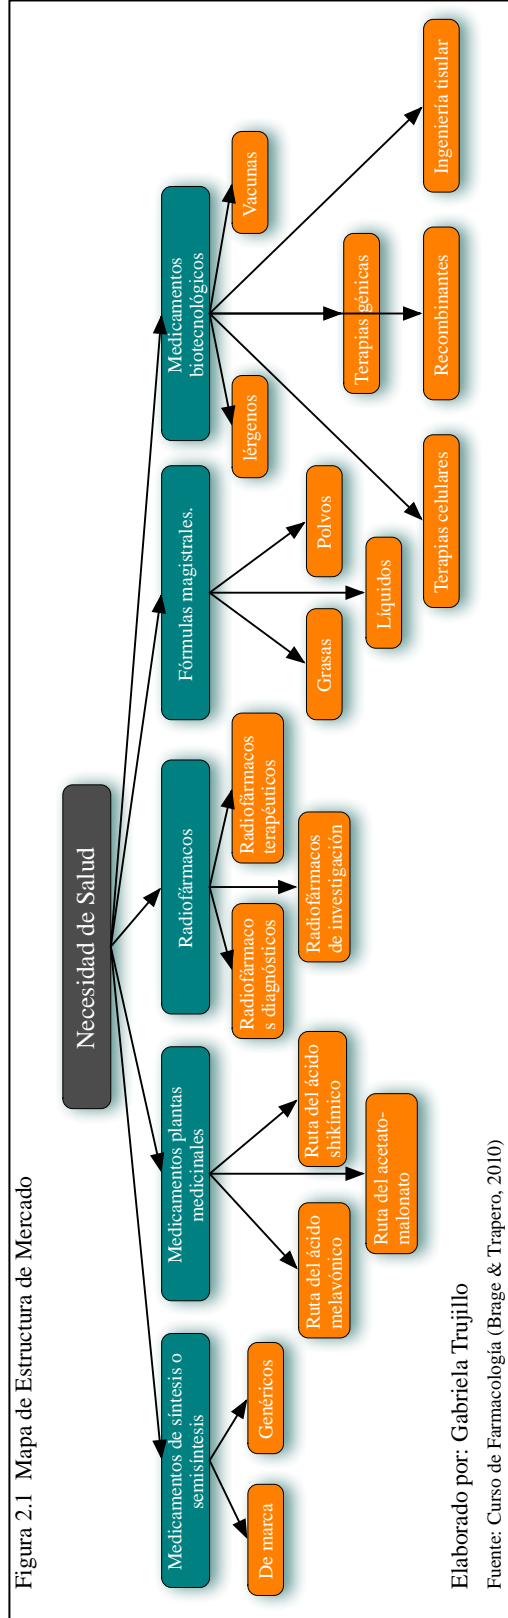 Figura 2.1 Mapa de Estructura de Mercado
Necesidad de Salud
Medicamentos de síntesis o
semisíntesis
De marca
Genéricos
Medicamentos plantas
medicinales
Ruta del ácido
melavónico
Ruta del acetato-
malonato
Ruta del ácido
shikímico
Radiofármacos
Radiofármaco
s diagnósticos
Radiofármacos
de investigación
Radiofármacos
terapéuticos
Fórmulas magistrales.
Grasas
Líquidos
Polvos
Medicamentos
biotecnológicos
lérgenos
Vacunas
Terapias génicas
Terapias celulares
Recombinantes
Ingeniería tisular
Elaborado por: Gabriela Trujillo
Fuente: Curso de Farmacología (Brage & Trapero, 2010)